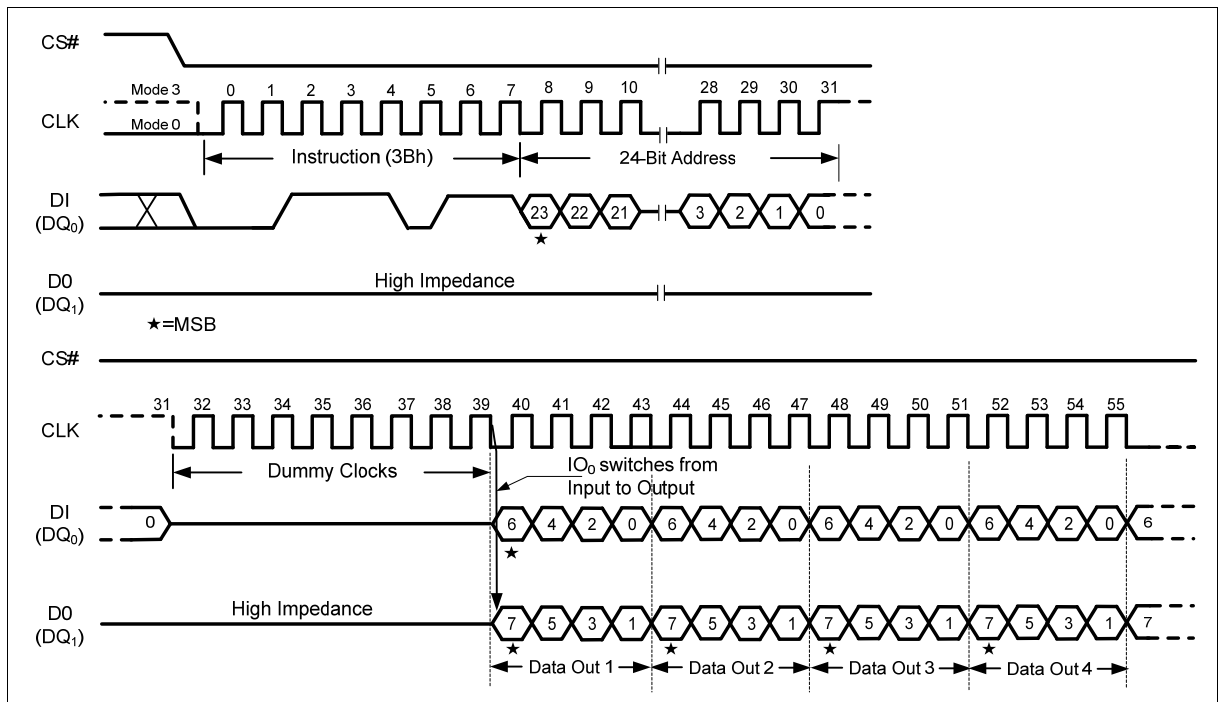 CS#
Mode 3 0 1 2 3 4 5 6 7 8 9 10 28 29 30 31
CLK
Mode 0
Instruction (3Bh) 24-Bit Address
DI
(DQ0)
23 22 21 3 2 1 0
★
D0
(DQ1)
High Impedance
★=MSB
CS#
31 32 33 34 35 36 37 38 39 40 41 42 43 44 45 46 47 48 49 50 51 52 53 54 55
CLK
Dummy Clocks
IO0 switches from
Input to Output
DI
(DQ0)
0 6 4 2 0 6 4 2 0 6 4 2 0 6 4 2 0 6
★
D0
(DQ1)
High Impedance
7 5 3 1 7 5 3 1 7 5 3 1 7 5 3 1 7
★ ★ ★ ★
Data Out 1 Data Out 2 Data Out 3 Data Out 4